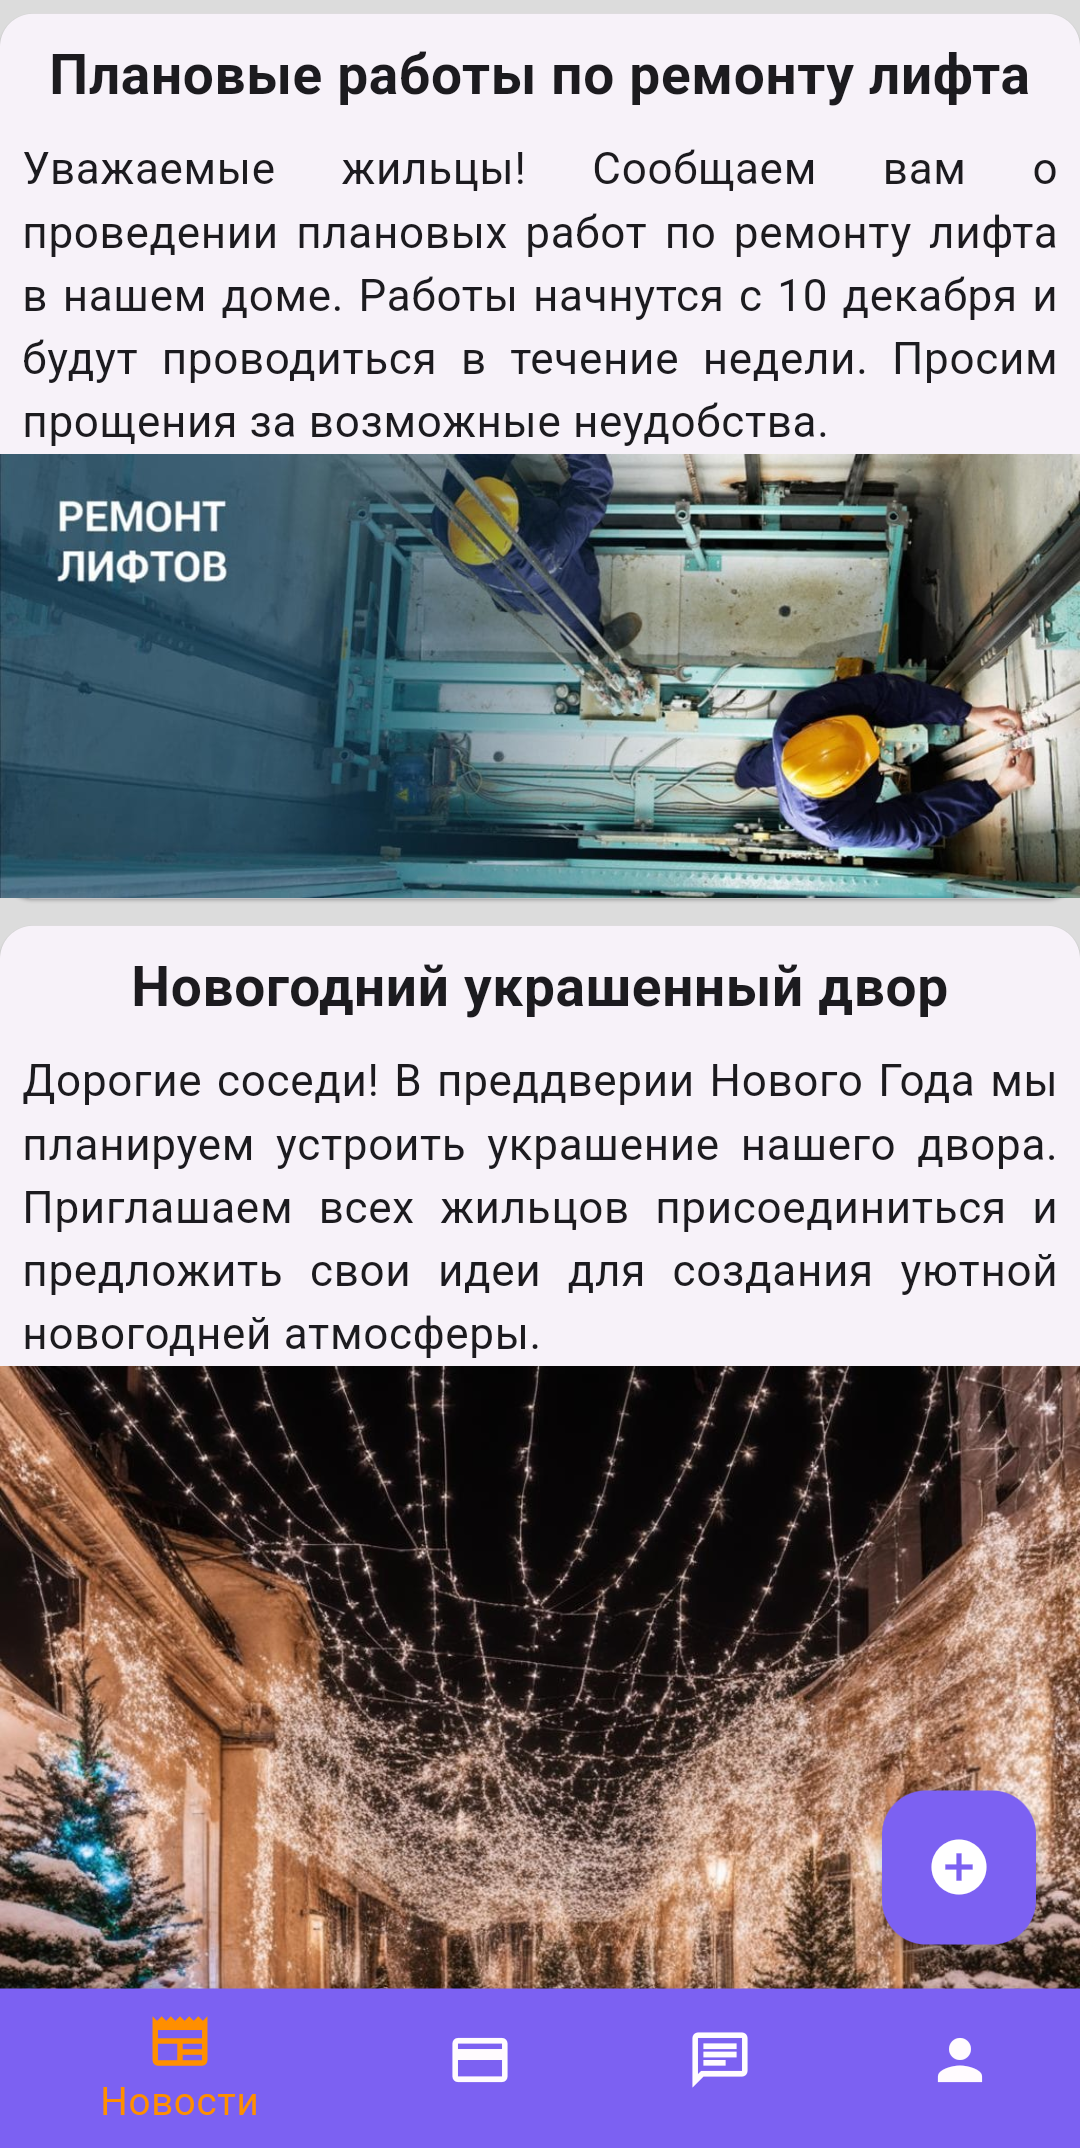 Плановые работы по ремонту лифта
Уважаемые жильцы! Сообщаем вам о
проведении плановых работ по ремонту лифта
в нашем доме. Работы начнутся с 10 декабря и
будут проводиться в течение недели. Просим
прощения за возможные неудобства.
РЕМОНТ
ЛИФТОВ
Новогодний украшенный двор
Дорогие соседи! В преддверии Нового Года мы
планируем устроить украшение нашего двора.
Приглашаем всех жильцов присоединиться и
предложить свои идеи для создания уютной
новогодней атмосферы.
Новости